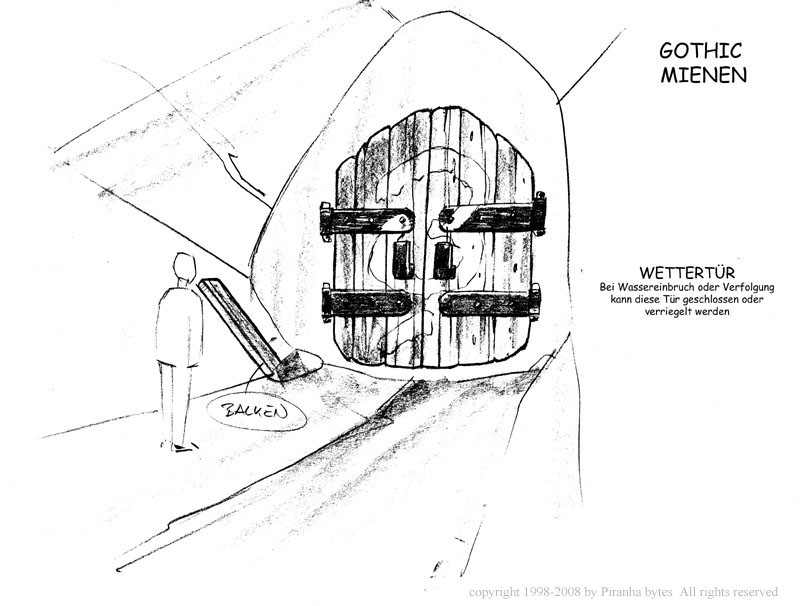 GOTHIC
MIENEN
WETTERTÜR
Bei Wassereinbruch oder Verfolgung
kann diese Tür geschlossen oder
verriegelt werden
BALKEN
copyright 1998-2008 by Piranha bytes All rights reserved